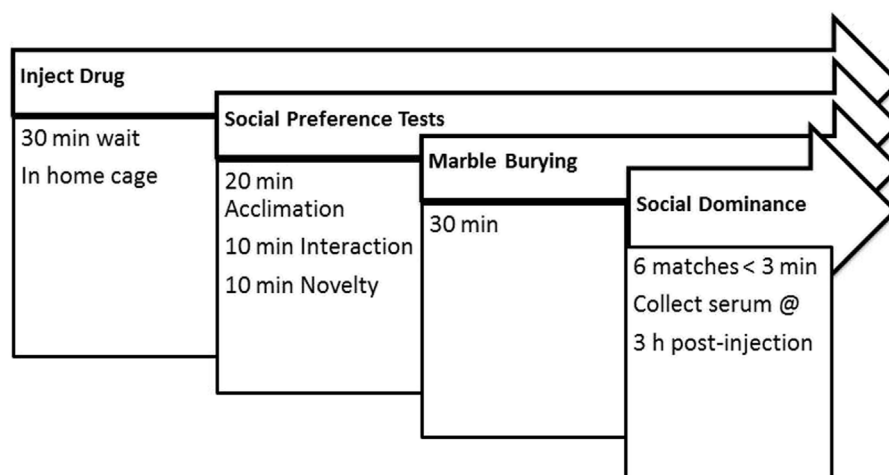 Inject Drug
30 min wait
In home cage
Social Preference Tests
20 min
Acclimation
10 min Interaction
10 min Novelty
Marble Burying
30 min
Social Dominance
6 matches < 3 min
Collect serum @
3 h post-injection